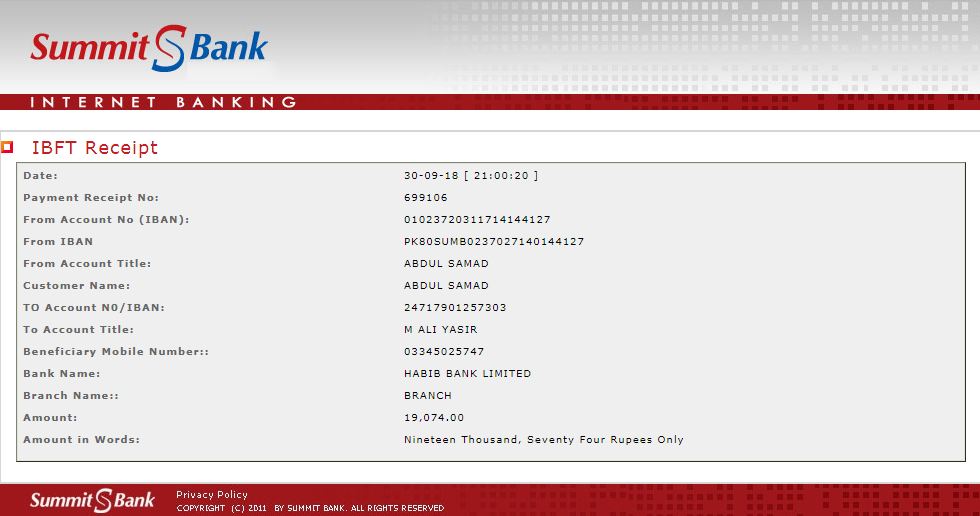 Summit S Bank
INTERNET BANKING
IBFT Receipt
Date: 30-09-18 [ 21:00:20 ]
Payment Receipt No: 699106
From Account No (IBAN): 01023720311714144127
From IBAN PK80SUMB0237027140144127
From Account Title: ABDUL SAMAD
Customer Name: ABDUL SAMAD
TO Account N0/IBAN: 24717901257303
To Account Title: M ALI YASIR
Beneficiary Mobile Number:: 03345025747
Bank Name: HABIB BANK LIMITED
Branch Name:: BRANCH
Amount: 19,074.00
Amount in Words: Nineteen Thousand, Seventy Four Rupees Only
Summit S Bank
Privacy Policy
COPYRIGHT (C) 2011 BY SUMMIT BANK. ALL RIGHTS RESERVED